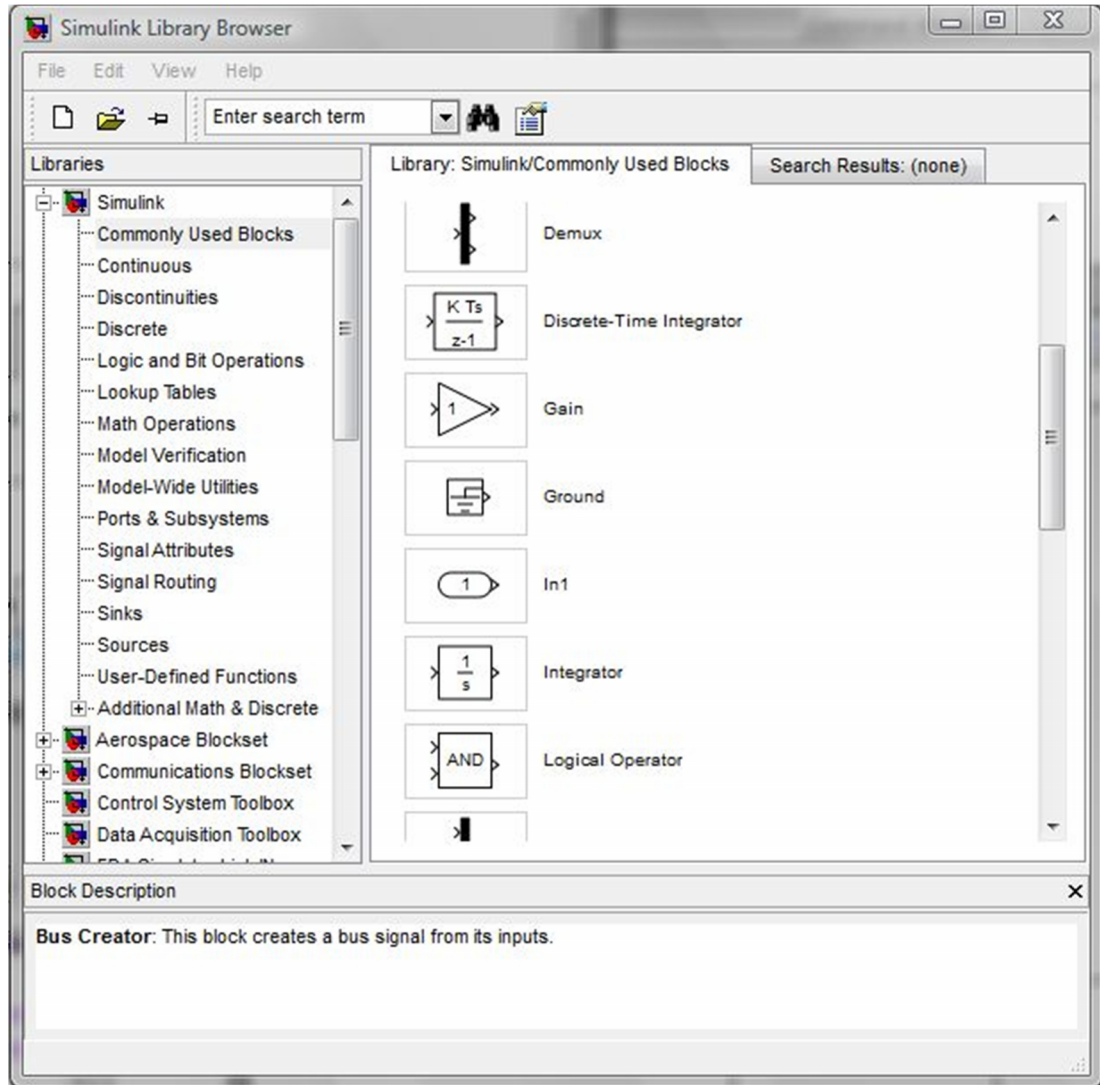 Simulink Library Browser
File Edit View Help
Enter search term
Libraries
Simulink
Commonly Used Blocks
Continuous
Discontinuities
Discrete
Logic and Bit Operations
Lookup Tables
Math Operations
Model Verification
Model-Wide Utilities
Ports & Subsystems
Signal Attributes
Signal Routing
Sinks
Sources
User-Defined Functions
Additional Math & Discrete
Aerospace Blockset
Communications Blockset
Control System Toolbox
Data Acquisition Toolbox
Library: Simulink/Commonly Used Blocks
Search Results: (none)
Demux
K Ts
z-1
Discrete-Time Integrator
1
Gain
Ground
1
In1
1
s
Integrator
AND
Logical Operator
Block Description
Bus Creator: This block creates a bus signal from its inputs.